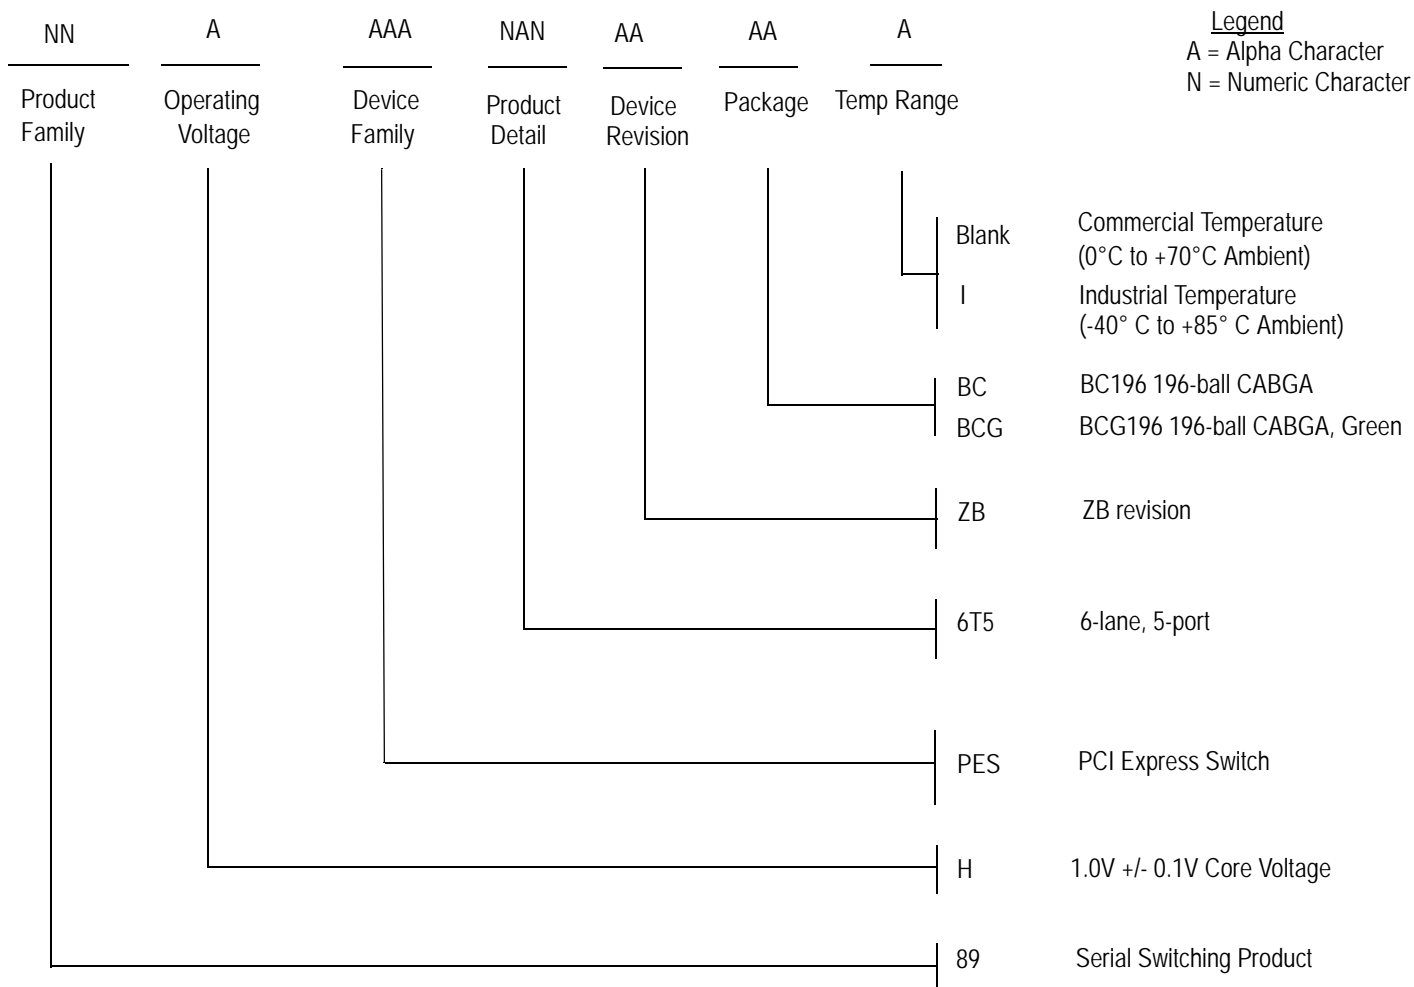 NN A AAA NAN AA AA A
Legend
A = Alpha Character
N = Numeric Character
Product Family
Operating Voltage
Device Family
Product Detail
Device Revision
Package
Temp Range
Blank Commercial Temperature
(0°C to +70°C Ambient)
I Industrial Temperature
(-40° C to +85° C Ambient)
BC BC196 196-ball CABGA
BCG BCG196 196-ball CABGA, Green
ZB ZB revision
6T5 6-lane, 5-port
PES PCI Express Switch
H 1.0V +/- 0.1V Core Voltage
89 Serial Switching Product